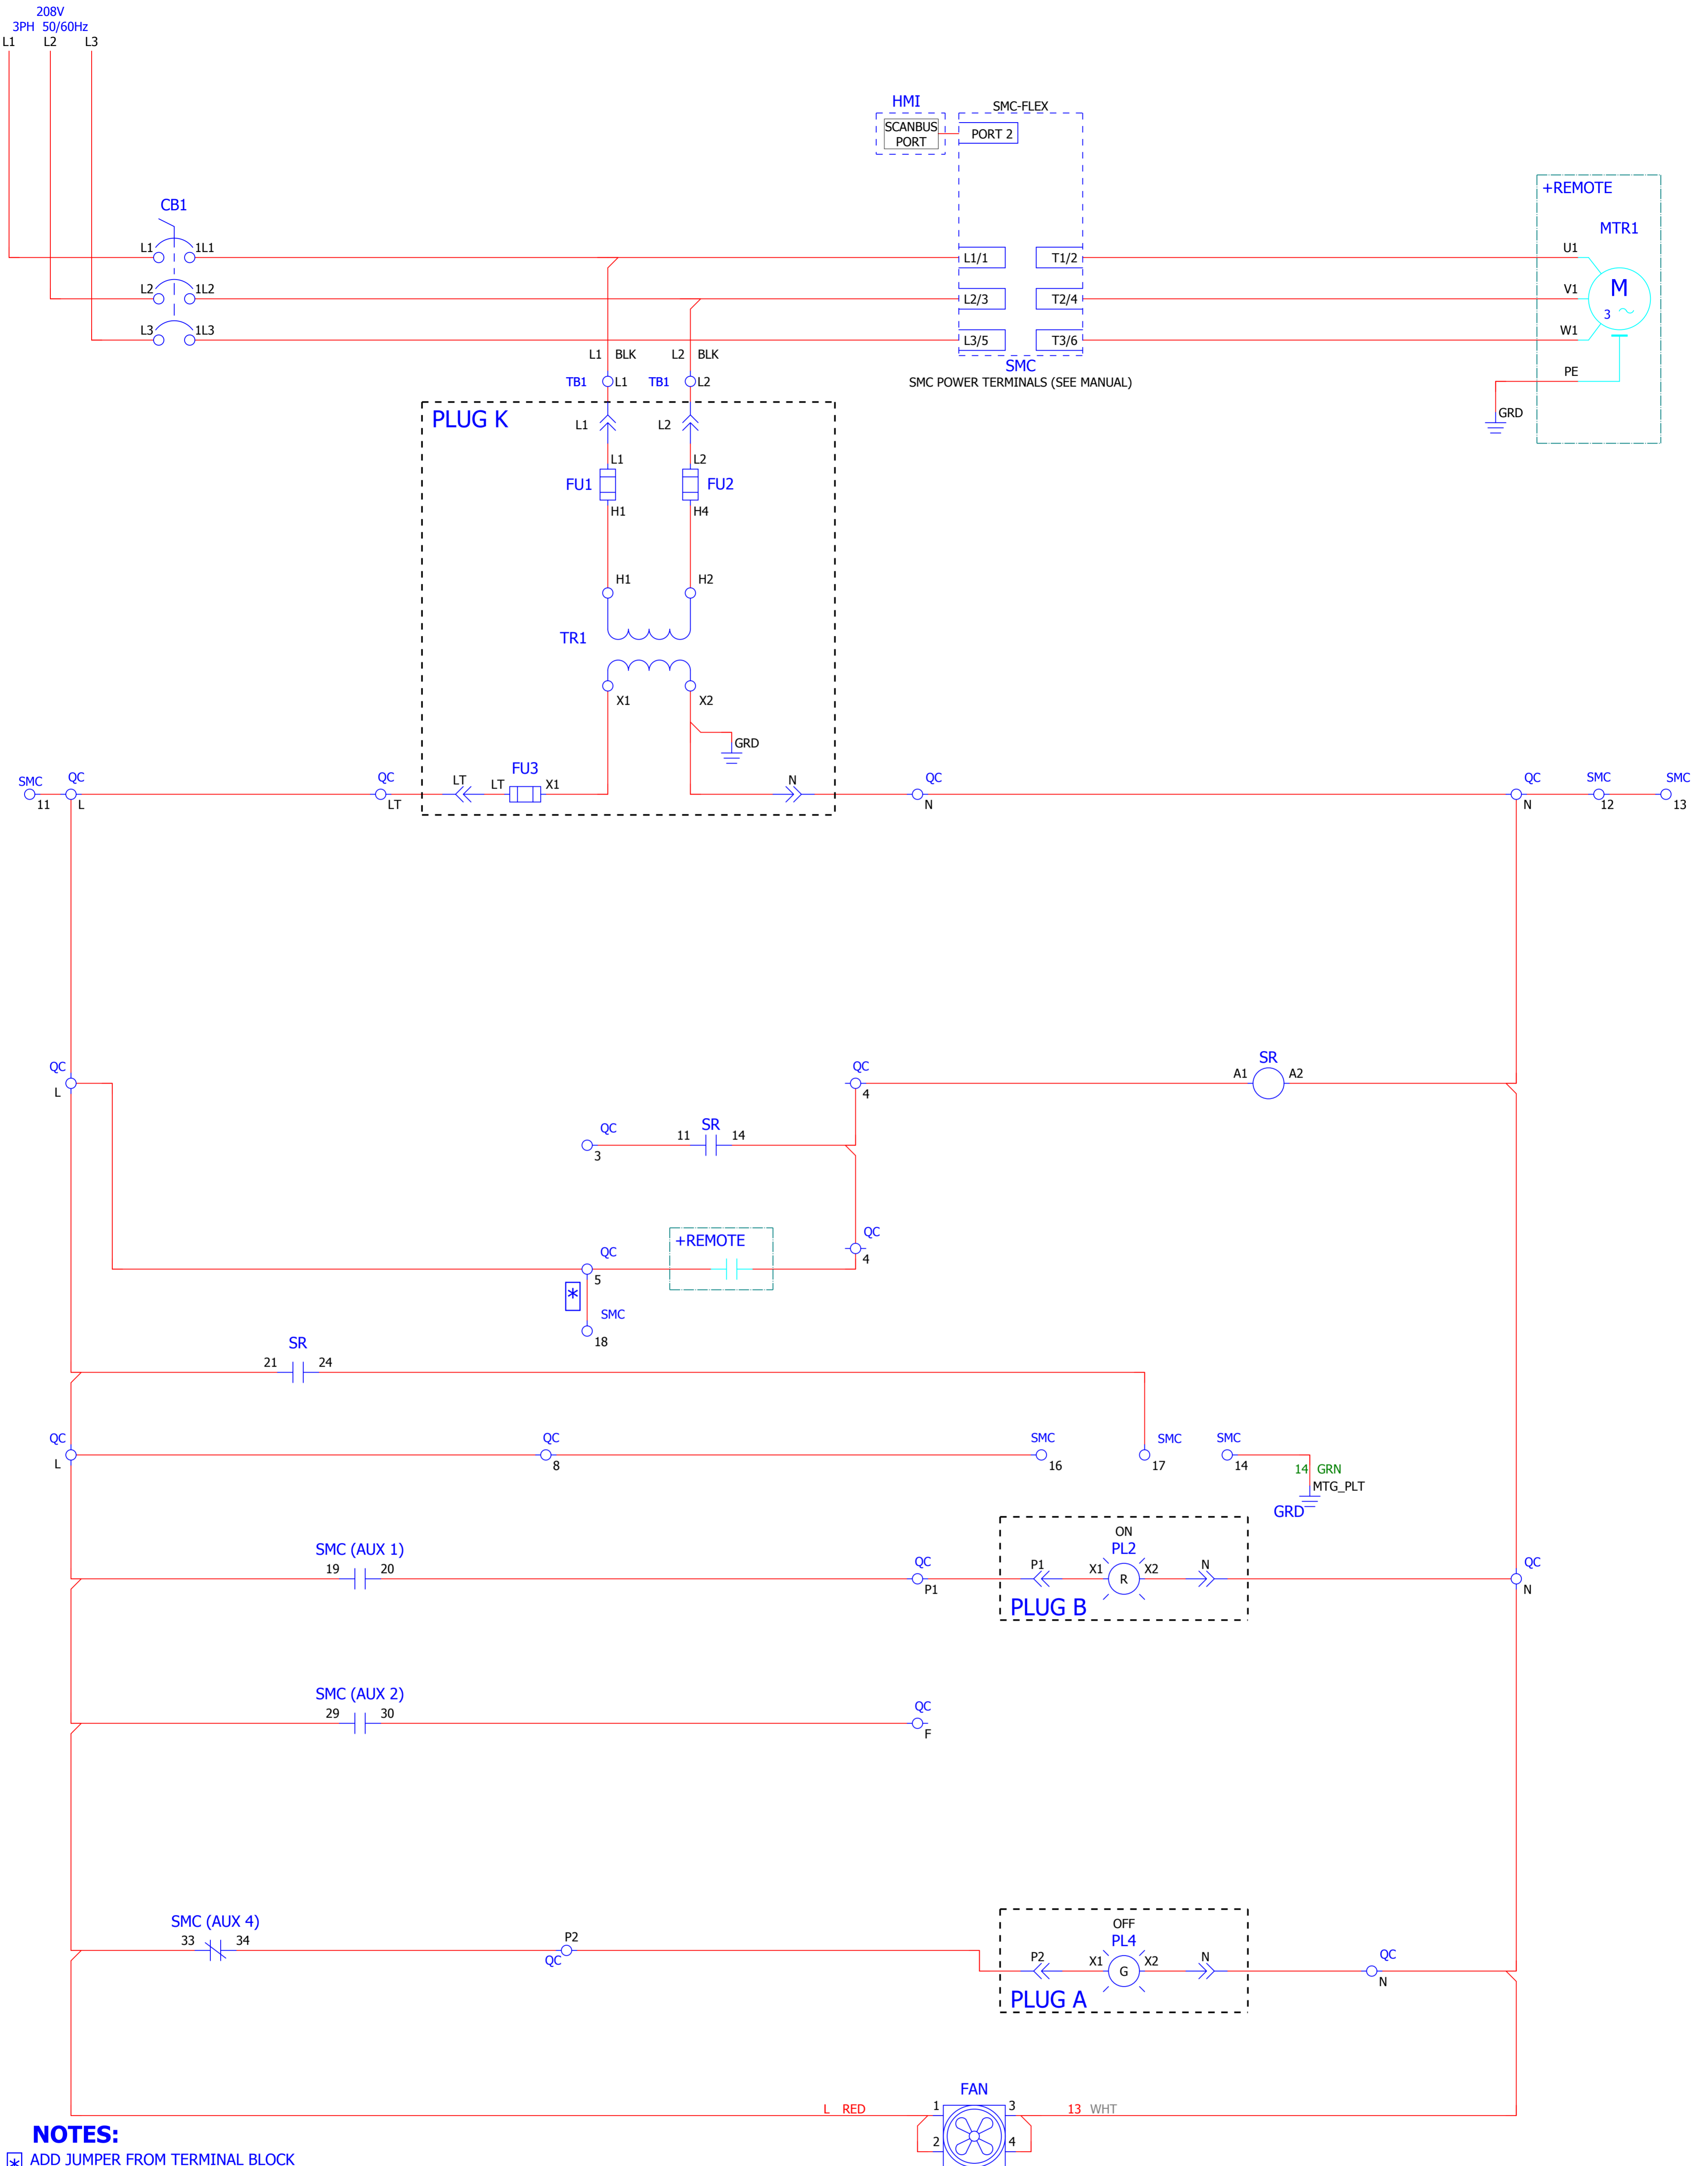 208V
3PH 50/60Hz
L1 L2 L3
HMI
SCANBUS
PORT
SMC-FLEX
PORT 2
+REMOTE
MTR1
CB1
L1 1L1
L1/1 T1/2
U1
L2 1L2
L2/3 T2/4
V1
M
3
L3 1L3
L3/5 T3/6
W1
SMC
SMC POWER TERMINALS (SEE MANUAL)
PE
GRD
L1 BLK L2 BLK
TB1 L1 TB1 L2
PLUG K
L1 L2
L1 L2
FU1 FU2
H1 H4
H1 H2
TR1
X1 X2
GRD
SMC QC QC
11 L LT
LT LT FU3 X1
N
QC
N
QC SMC SMC
N 12 13
QC
L
QC
4
SR
A1 A2
QC
3
SR
11 14
+REMOTE
QC
4
QC
5
*
SMC
18
SR
21 24
QC
L
QC
8
SMC
16
SMC
17
SMC
14
14 GRN
MTG_PLT
GRD
SMC (AUX 1)
19 20
QC
P1
ON
PL2
P1 X1 R X2 N
PLUG B
QC
N
SMC (AUX 2)
29 30
QC
F
SMC (AUX 4)
33 34
P2
QC
OFF
PL4
P2 X1 G X2 N
PLUG A
QC
N
FAN
L RED 1 3 13 WHT
2 4
NOTES:
* ADD JUMPER FROM TERMINAL BLOCK